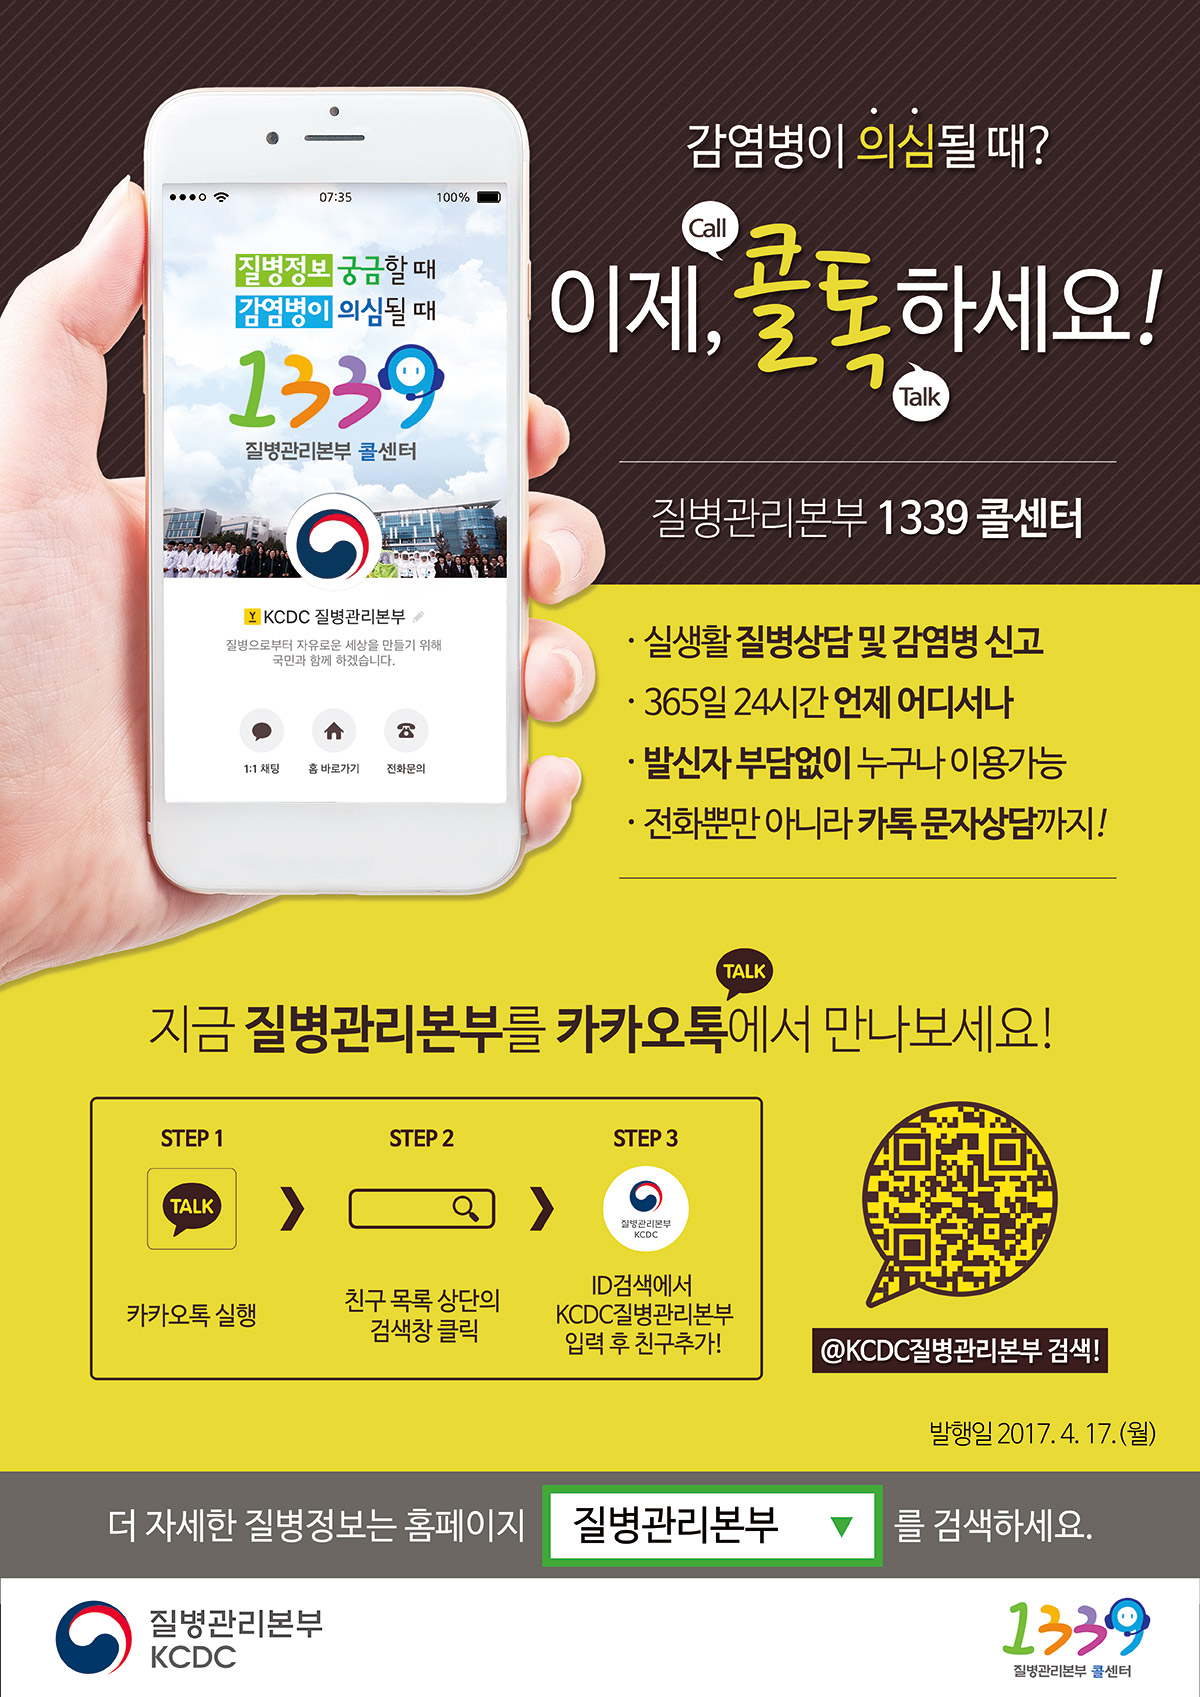 감염병이 의심될 때?
Call
이제, 콜톡하세요!
Talk
질병관리본부 1339 콜센터
07:35
100%
질병정보 궁금할 때
감염병이 의심될 때
1339
질병관리본부 콜센터
Y KCDC 질병관리본부
질병으로부터 자유로운 세상을 만들기 위해
국민과 함께 하겠습니다.
1:1 채팅
홈 바로가기
전화문의
· 실생활 질병상담 및 감염병 신고
· 365일 24시간 언제 어디서나
· 발신자 부담없이 누구나 이용가능
· 전화뿐만 아니라 카톡 문자상담까지!
TALK
지금 질병관리본부를 카카오톡에서 만나보세요!
STEP 1
TALK
카카오톡 실행
STEP 2
친구 목록 상단의
검색창 클릭
STEP 3
질병관리본부
KCDC
ID검색에서
KCDC질병관리본부
입력 후 친구추가!
@KCDC질병관리본부 검색!
발행일 2017. 4. 17.(월)
더 자세한 질병정보는 홈페이지 질병관리본부 ▼ 를 검색하세요.
질병관리본부
KCDC
1339
질병관리본부 콜센터